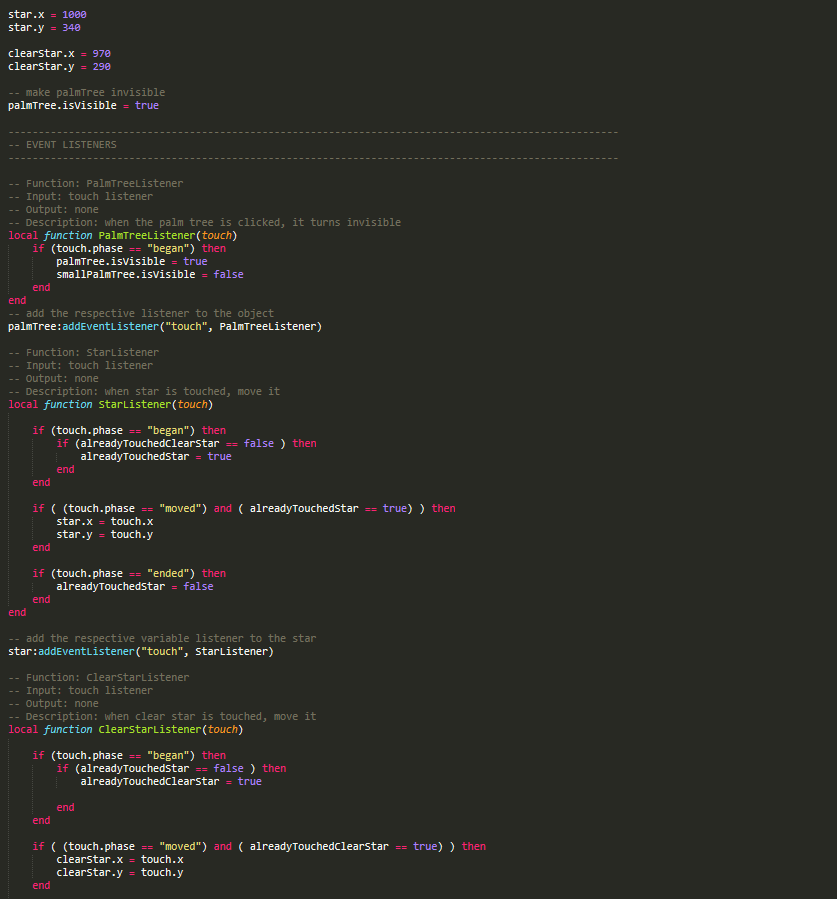 star.x = 1000
star.y = 340
clearStar.x = 970
clearStar.y = 290
-- make palmTree invisible
palmTree.isVisible = true
-----------------------------------------------------------------------------------------------------
-- EVENT LISTENERS
-----------------------------------------------------------------------------------------------------
-- Function: PalmTreeListener
-- Input: touch listener
-- Output: none
-- Description: when the palm tree is clicked, it turns invisible
local function PalmTreeListener(touch)
    if (touch.phase == "began") then
        palmTree.isVisible = true
        smallPalmTree.isVisible = false
    end
end
-- add the respective listener to the object
palmTree:addEventListener("touch", PalmTreeListener)
-- Function: StarListener
-- Input: touch listener
-- Output: none
-- Description: when star is touched, move it
local function StarListener(touch)
    if (touch.phase == "began") then
        if (alreadyTouchedClearStar == false ) then
            alreadyTouchedStar = true
        end
    end
    if ( (touch.phase == "moved") and ( alreadyTouchedStar == true) ) then
        star.x = touch.x
        star.y = touch.y
    end
    if (touch.phase == "ended") then
        alreadyTouchedStar = false
    end
end
-- add the respective variable listener to the star
star:addEventListener("touch", StarListener)
-- Function: ClearStarListener
-- Input: touch listener
-- Output: none
-- Description: when clear star is touched, move it
local function ClearStarListener(touch)
    if (touch.phase == "began") then
        if (alreadyTouchedStar == false ) then
            alreadyTouchedClearStar = true
        end
    end
    if ( (touch.phase == "moved") and ( alreadyTouchedClearStar == true) ) then
        clearStar.x = touch.x
        clearStar.y = touch.y
    end